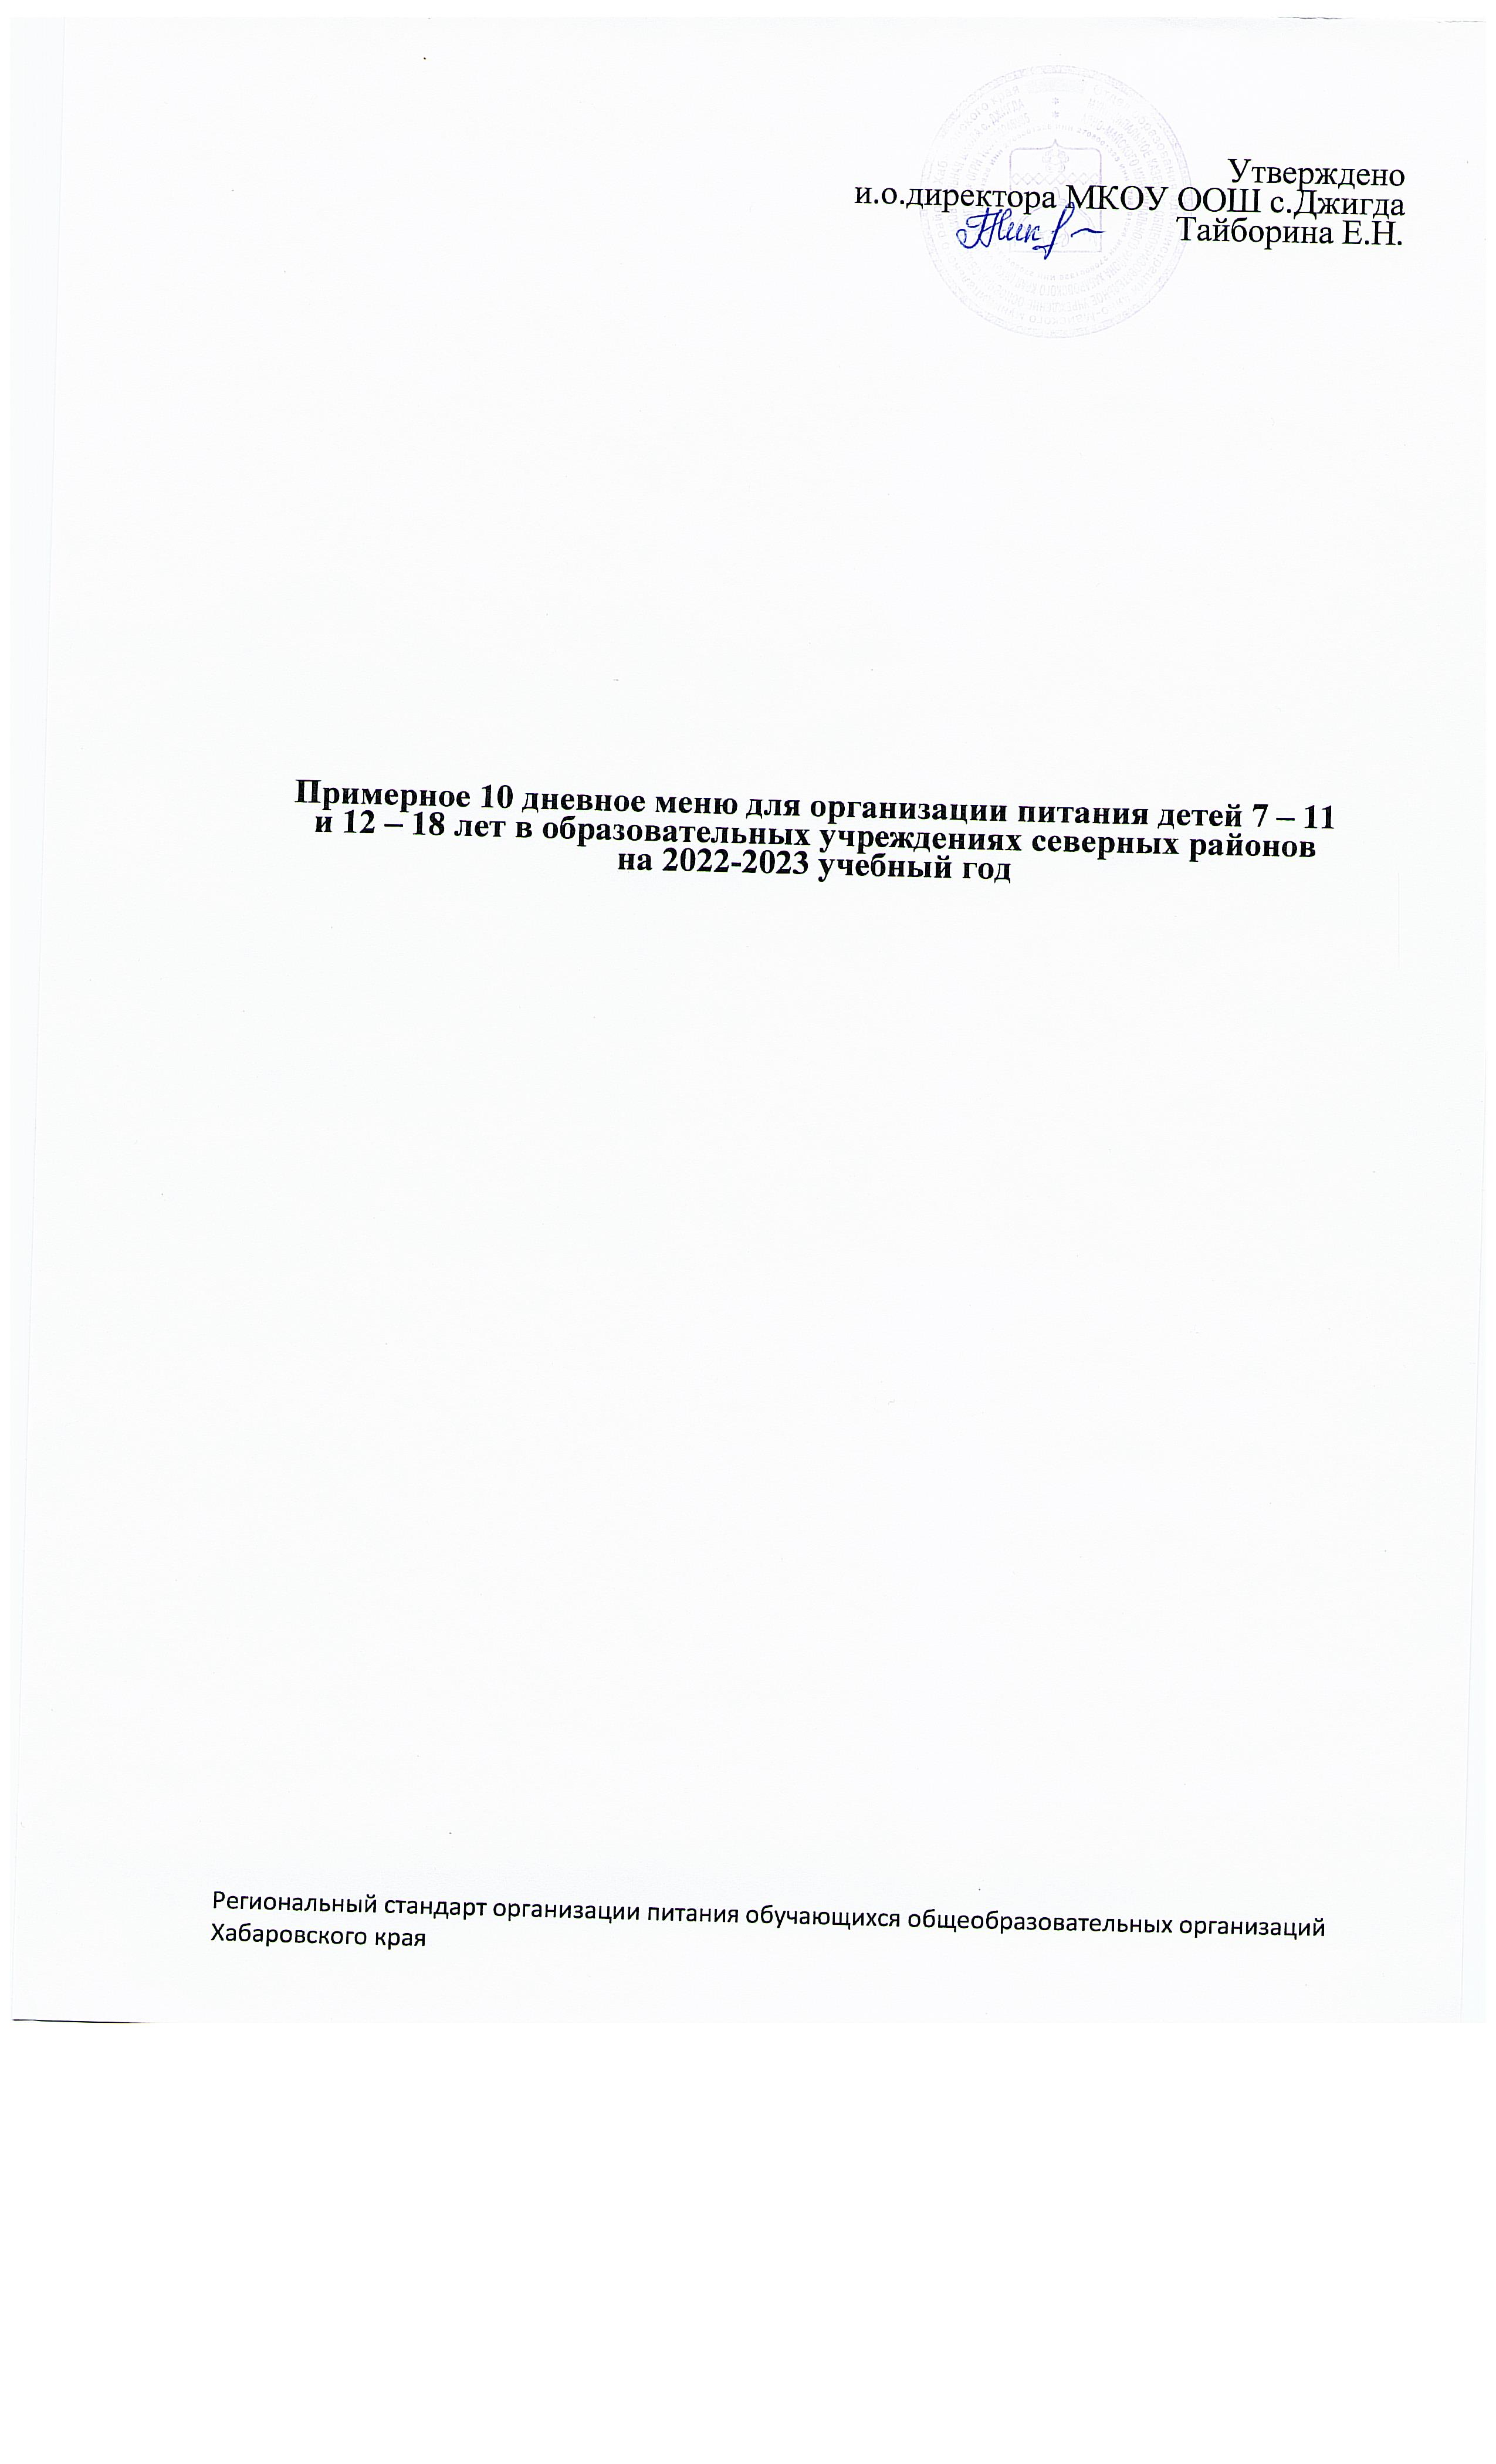 Утверждено
и.о.директора МКОУ ООШ с.Джигда
Тайборина Е.Н.
Примерное 10 дневное меню для организации питания детей 7 – 11
и 12 – 18 лет в образовательных учреждениях северных районов
на 2022-2023 учебный год
Региональный стандарт организации питания обучающихся общеобразовательных организаций
Хабаровского края